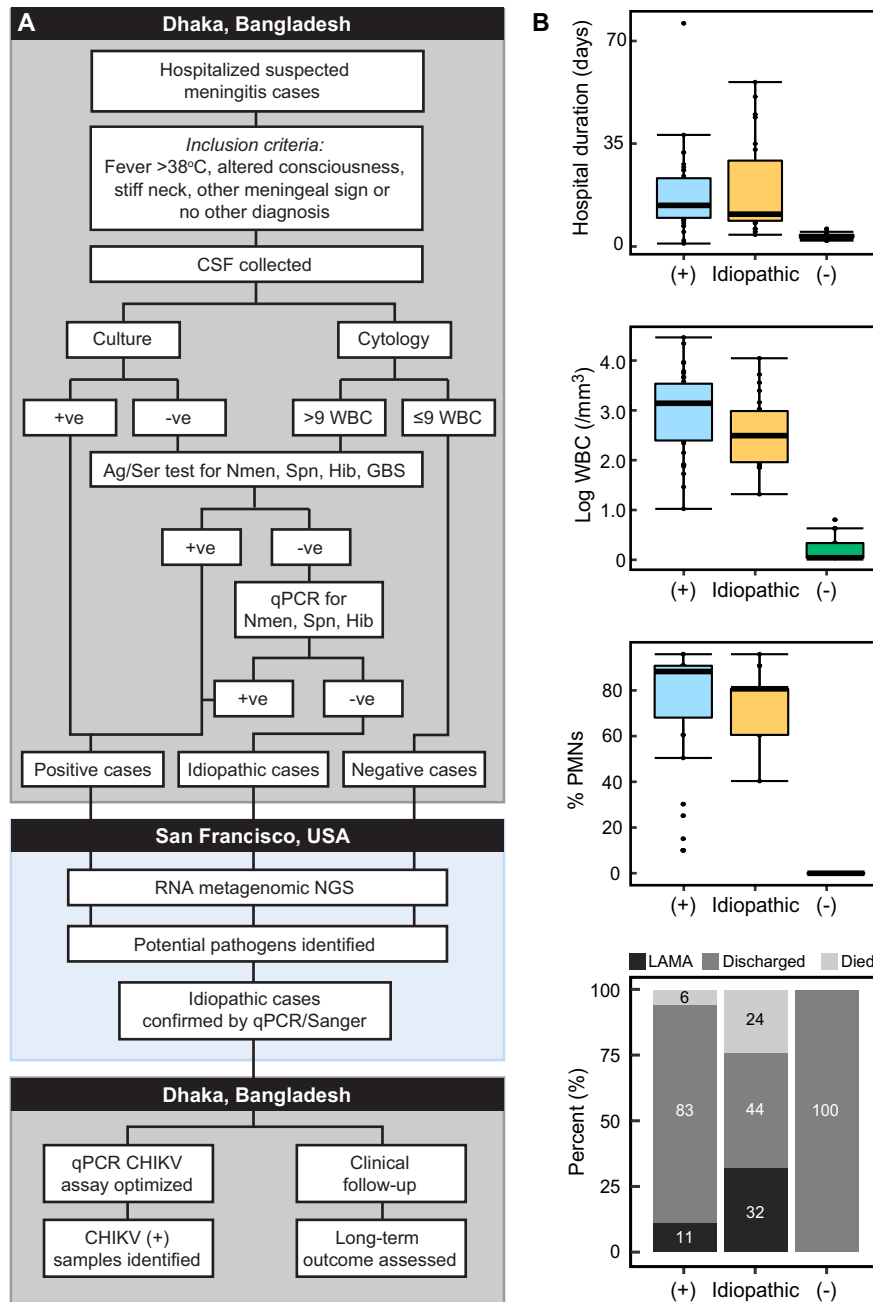 A
Dhaka, Bangladesh
Hospitalized suspected
meningitis cases
Inclusion criteria:
Fever >38°C, altered consciousness,
stiff neck, other meningeal sign or
no other diagnosis
CSF collected
Culture
Cytology
+ve
-ve
>9 WBC
≤9 WBC
Ag/Ser test for Nmen, Spn, Hib, GBS
+ve
-ve
qPCR for
Nmen, Spn, Hib
+ve
-ve
Positive cases
Idiopathic cases
Negative cases
San Francisco, USA
RNA metagenomic NGS
Potential pathogens identified
Idiopathic cases
confirmed by qPCR/Sanger
Dhaka, Bangladesh
qPCR CHIKV
assay optimized
Clinical
follow-up
CHIKV (+)
samples identified
Long-term
outcome assessed
B
Hospital duration (days)
70
35
0
(+) Idiopathic (-)
Log WBC (/mm³)
4.0
3.0
2.0
1.0
0
(+) Idiopathic (-)
% PMNs
80
60
40
20
0
(+) Idiopathic (-)
LAMA Discharged Died
Percent (%)
100
75
50
25
0
6
83
11
24
44
32
100
(+) Idiopathic (-)